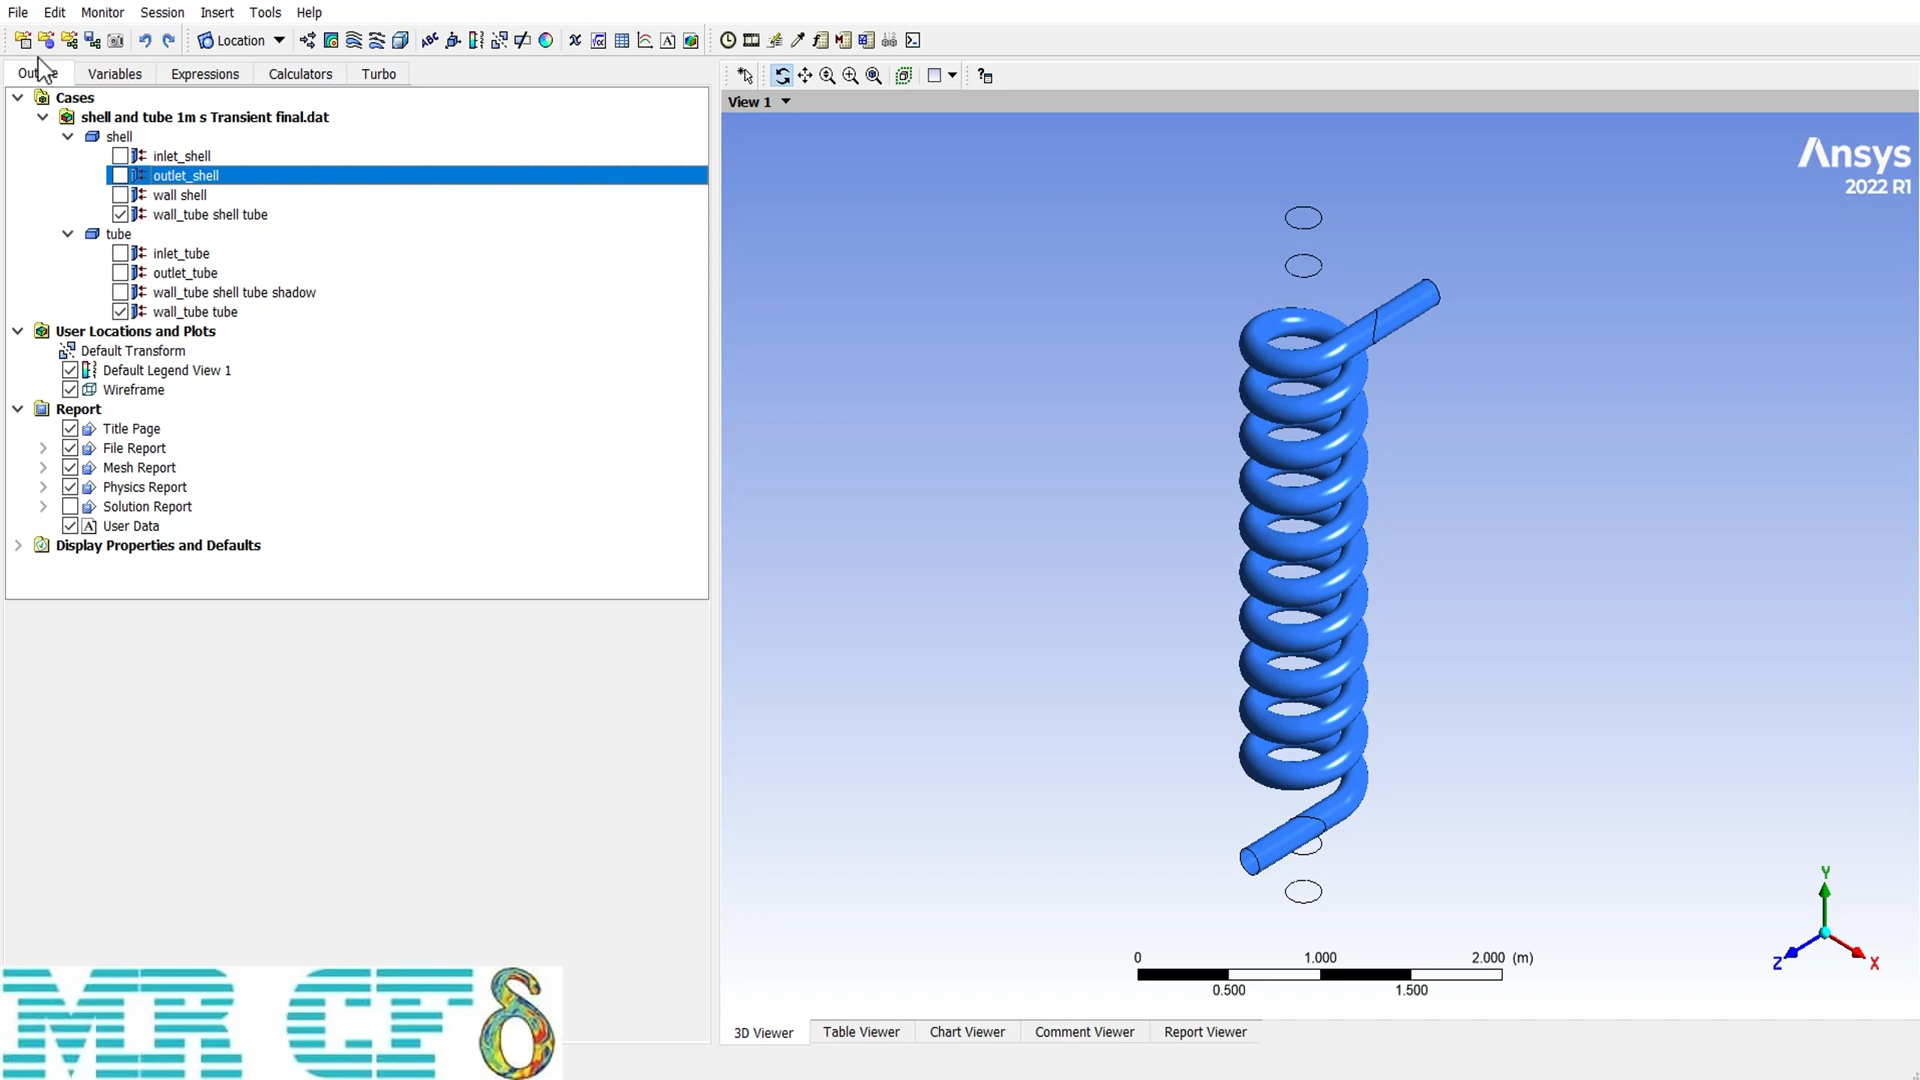 File Edit Monitor Session Insert Tools Help
Location
Variables Expressions Calculators Turbo
View 1
Cases
shell and tube 1m s Transient final.dat
shell
inlet_shell
outlet_shell
wall shell
wall_tube shell tube
tube
inlet_tube
outlet_tube
wall_tube shell tube shadow
wall_tube tube
User Locations and Plots
Default Transform
Default Legend View 1
Wireframe
Report
Title Page
File Report
Mesh Report
Physics Report
Solution Report
User Data
Display Properties and Defaults
Ansys
2022 R1
0 1.000 2.000 (m)
0.500 1.500
Y
Z
X
3D Viewer Table Viewer Chart Viewer Comment Viewer Report Viewer
MR CFδ